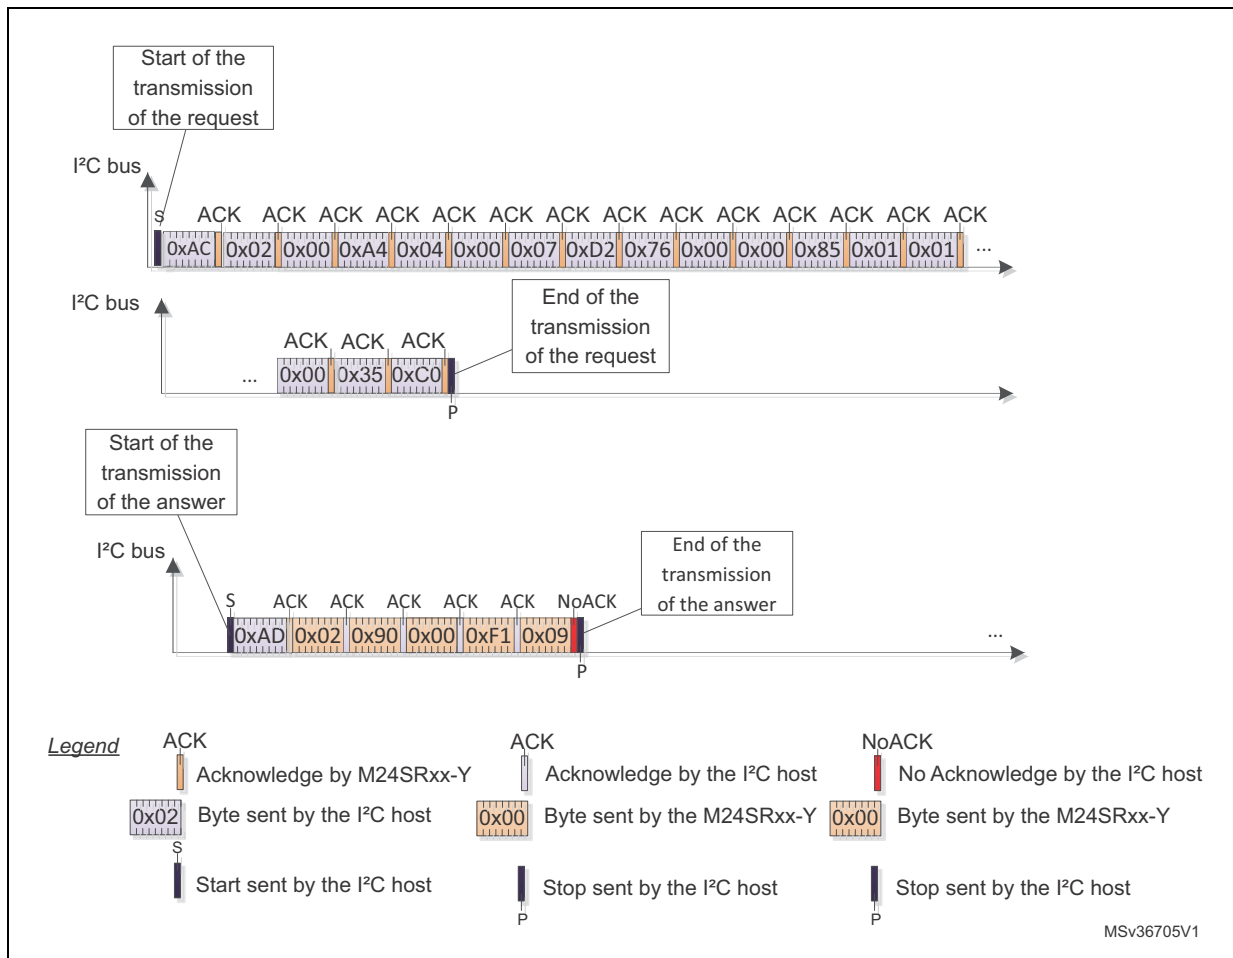 Start of the
transmission
of the request
I²C bus
S ACK ACK ACK ACK ACK ACK ACK ACK ACK ACK ACK ACK ACK ACK
0xAC 0x02 0x00 0xA4 0x04 0x00 0x07 0xD2 0x76 0x00 0x00 0x85 0x01 0x01 ...
I²C bus
End of the
transmission
of the request
ACK ACK ACK
... 0x00 0x35 0xC0
P
Start of the
transmission
of the answer
I²C bus
End of the
transmission
of the answer
S ACK ACK ACK ACK ACK NoACK
0xAD 0x02 0x90 0x00 0xF1 0x09 ...
P
Legend
ACK ACK NoACK
Acknowledge by M24SRxx-Y Acknowledge by the I²C host No Acknowledge by the I²C host
0x02 Byte sent by the I²C host 0x00 Byte sent by the M24SRxx-Y 0x00 Byte sent by the M24SRxx-Y
S
Start sent by the I²C host Stop sent by the I²C host Stop sent by the I²C host
P P
MSv36705V1